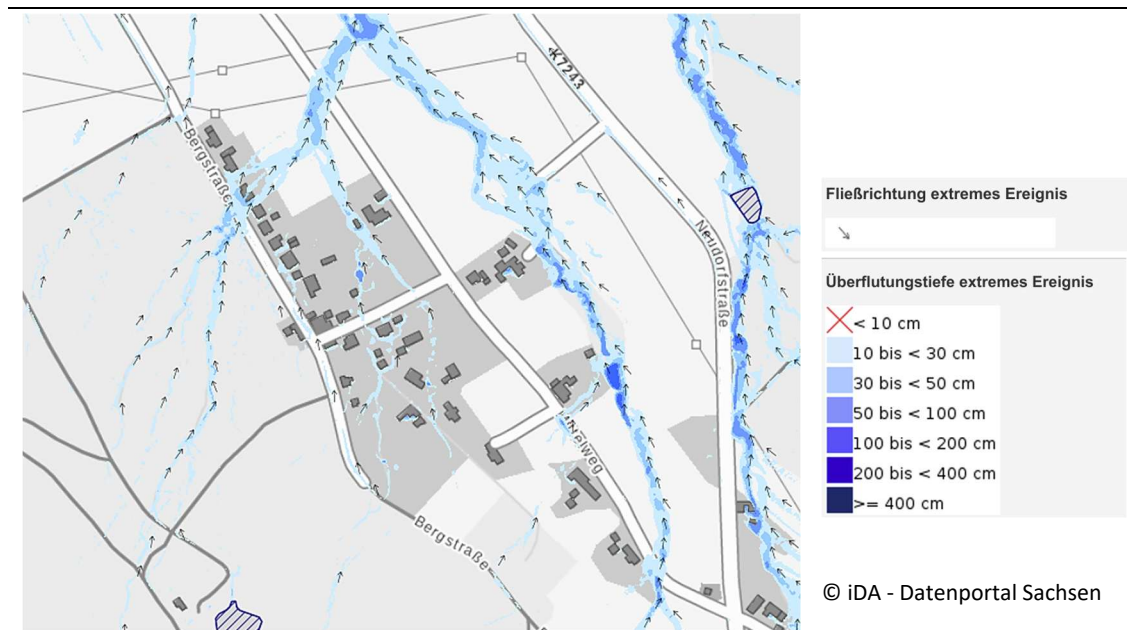 K7243
Bergstraße
Neudorfstraße
Bergstraße
Fließrichtung extremes Ereignis
Überflutungstiefe extremes Ereignis
< 10 cm
10 bis < 30 cm
30 bis < 50 cm
50 bis < 100 cm
100 bis < 200 cm
200 bis < 400 cm
>= 400 cm
© iDA - Datenportal Sachsen